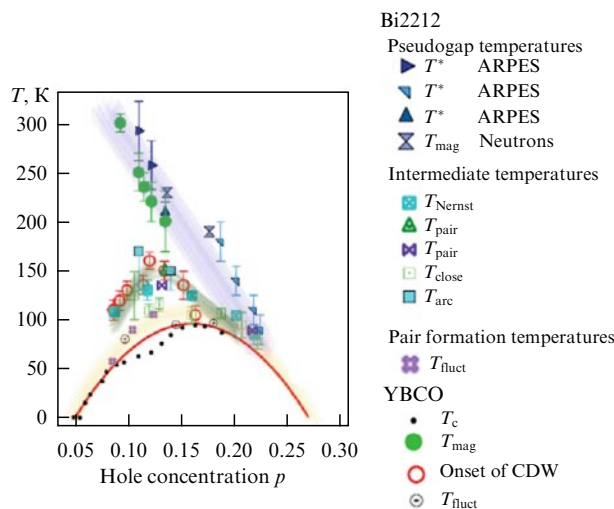 Bi2212
Pseudogap temperatures
T* ARPES
T* ARPES
T* ARPES
Tmag Neutrons
Intermediate temperatures
TNernst
Tpair
Tpair
Tclose
Tarc
Pair formation temperatures
Tfluct
YBCO
Tc
Tmag
Onset of CDW
Tfluct
T, K
300
250
200
150
100
50
0
0.05 0.10 0.15 0.20 0.25 0.30
Hole concentration p